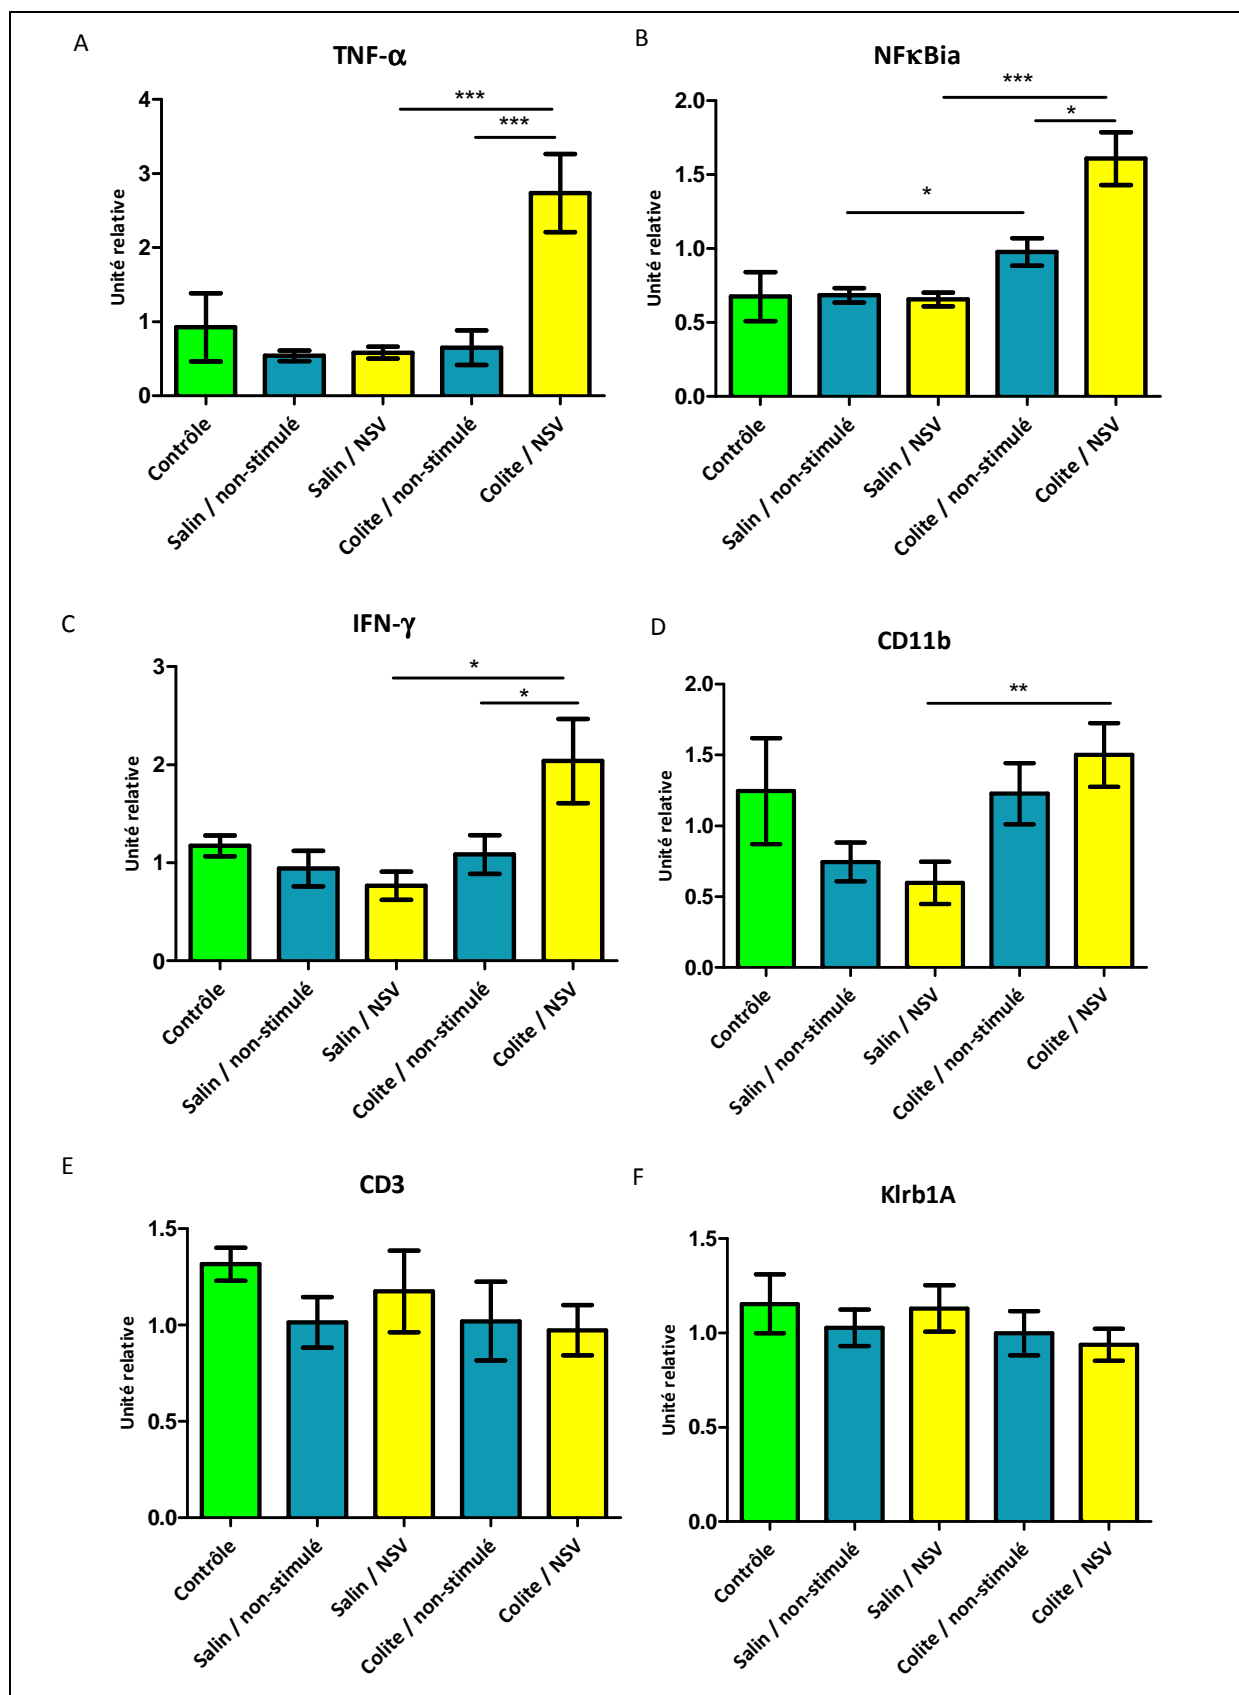 A
TNF-α
***
***
4
3
2
1
0
Unité relative
Contrôle
Salin / non-stimulé
Salin / NSV
Colite / non-stimulé
Colite / NSV
B
NFκBia
***
*
*
2.0
1.5
1.0
0.5
0.0
Unité relative
Contrôle
Salin / non-stimulé
Salin / NSV
Colite / non-stimulé
Colite / NSV
C
IFN-γ
*
*
3
2
1
0
Unité relative
Contrôle
Salin / non-stimulé
Salin / NSV
Colite / non-stimulé
Colite / NSV
D
CD11b
**
2.0
1.5
1.0
0.5
0.0
Unité relative
Contrôle
Salin / non-stimulé
Salin / NSV
Colite / non-stimulé
Colite / NSV
E
CD3
1.5
1.0
0.5
0.0
Unité relative
Contrôle
Salin / non-stimulé
Salin / NSV
Colite / non-stimulé
Colite / NSV
F
Klrb1A
1.5
1.0
0.5
0.0
Unité relative
Contrôle
Salin / non-stimulé
Salin / NSV
Colite / non-stimulé
Colite / NSV